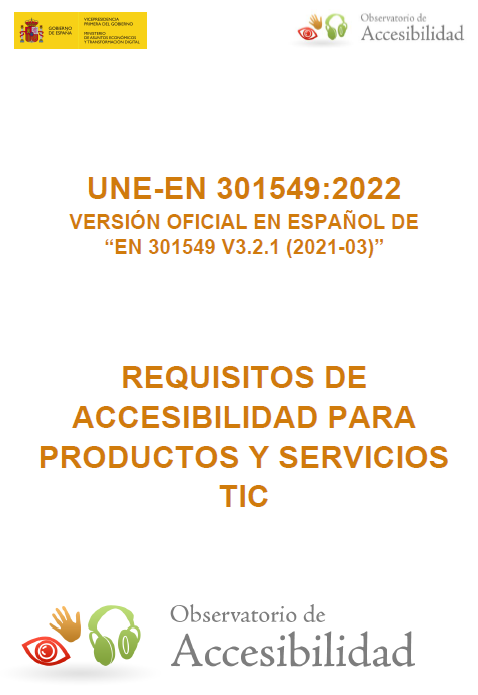 GOBIERNO
DE ESPAÑA
VICEPRESIDENCIA
PRIMERA DEL GOBIERNO
MINISTERIO
DE ASUNTOS ECONÓMICOS
Y TRANSFORMACIÓN DIGITAL
Observatorio de
Accesibilidad
UNE-EN 301549:2022
VERSIÓN OFICIAL EN ESPAÑOL DE
“EN 301549 V3.2.1 (2021-03)”
REQUISITOS DE
ACCESIBILIDAD PARA
PRODUCTOS Y SERVICIOS
TIC
Observatorio de
Accesibilidad